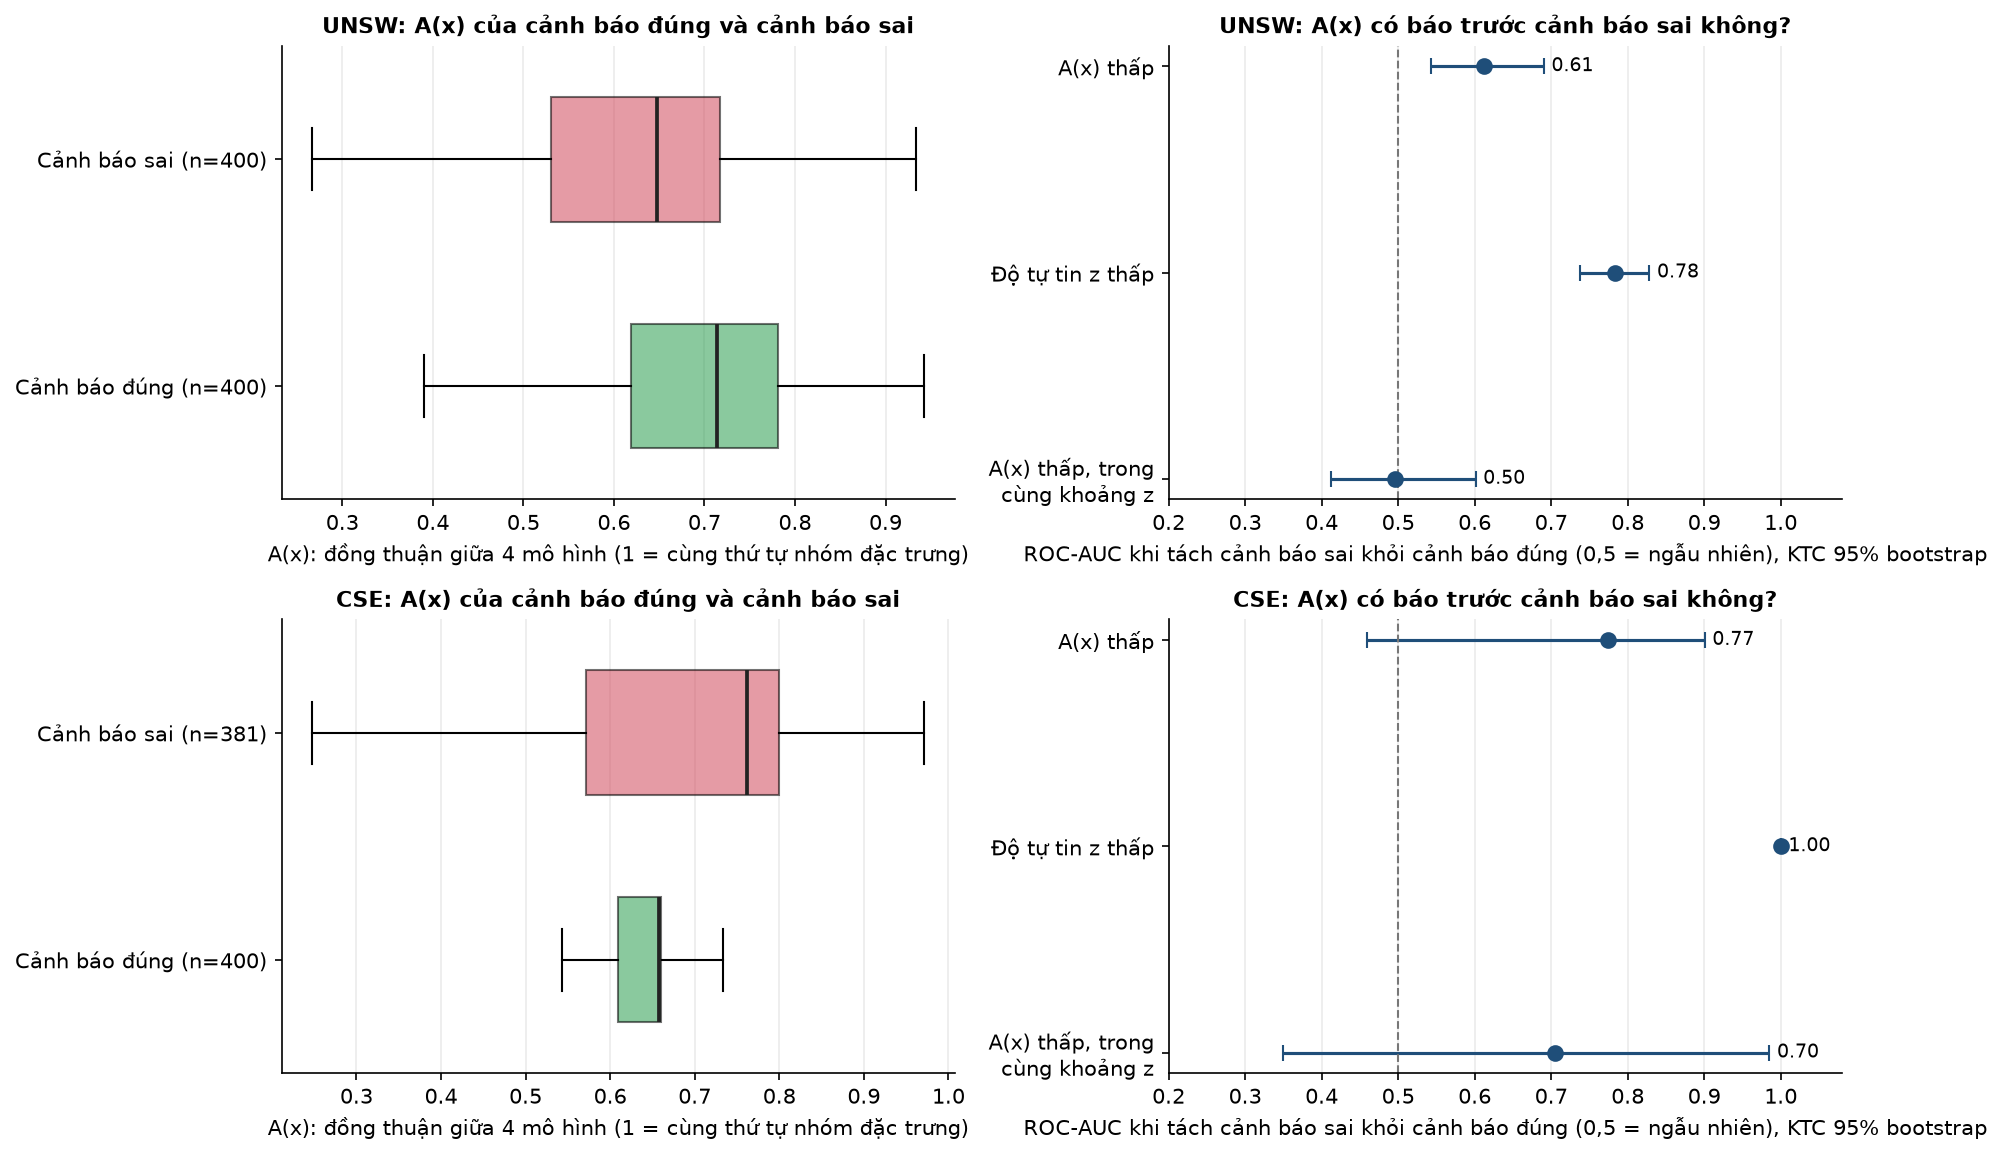 UNSW: A(x) của cảnh báo đúng và cảnh báo sai
Cảnh báo sai (n=400)
Cảnh báo đúng (n=400)
0.3 0.4 0.5 0.6 0.7 0.8 0.9
A(x): đồng thuận giữa 4 mô hình (1 = cùng thứ tự nhóm đặc trưng)
UNSW: A(x) có báo trước cảnh báo sai không?
A(x) thấp
0.61
Độ tự tin z thấp
0.78
A(x) thấp, trong
cùng khoảng z
0.50
0.2 0.3 0.4 0.5 0.6 0.7 0.8 0.9 1.0
ROC-AUC khi tách cảnh báo sai khỏi cảnh báo đúng (0,5 = ngẫu nhiên), KTC 95% bootstrap
CSE: A(x) của cảnh báo đúng và cảnh báo sai
Cảnh báo sai (n=381)
Cảnh báo đúng (n=400)
0.3 0.4 0.5 0.6 0.7 0.8 0.9 1.0
A(x): đồng thuận giữa 4 mô hình (1 = cùng thứ tự nhóm đặc trưng)
CSE: A(x) có báo trước cảnh báo sai không?
A(x) thấp
0.77
Độ tự tin z thấp
1.00
A(x) thấp, trong
cùng khoảng z
0.70
0.2 0.3 0.4 0.5 0.6 0.7 0.8 0.9 1.0
ROC-AUC khi tách cảnh báo sai khỏi cảnh báo đúng (0,5 = ngẫu nhiên), KTC 95% bootstrap